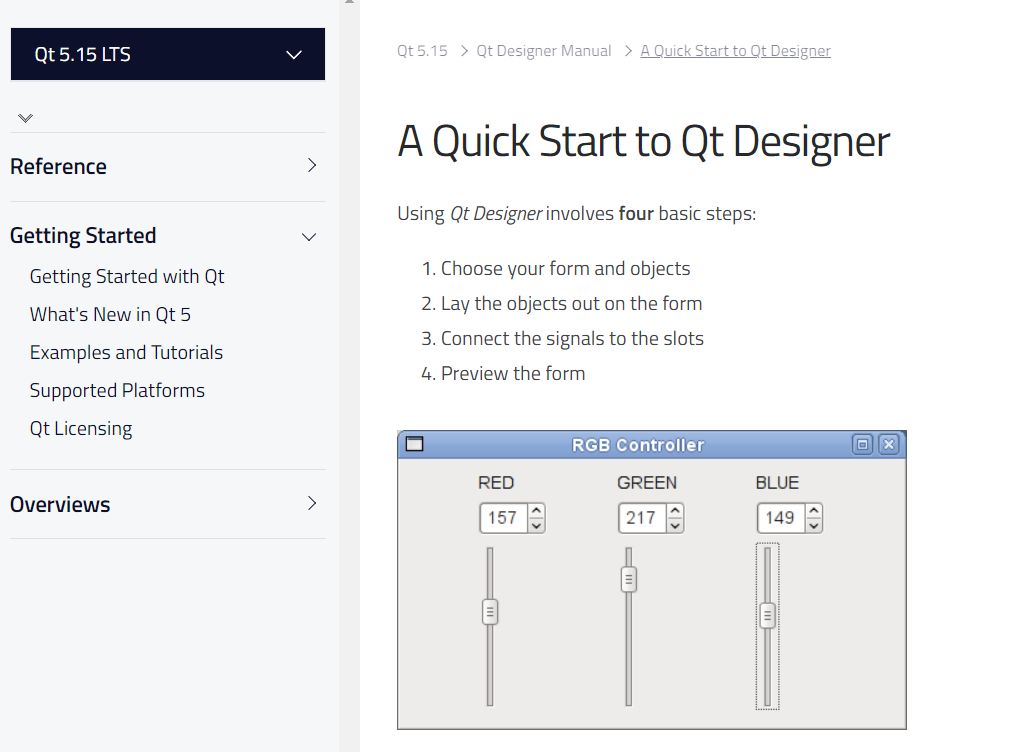 Qt 5.15 LTS
Reference
Getting Started
Getting Started with Qt
What's New in Qt 5
Examples and Tutorials
Supported Platforms
Qt Licensing
Overviews
Qt 5.15 > Qt Designer Manual > A Quick Start to Qt Designer
A Quick Start to Qt Designer
Using Qt Designer involves four basic steps:
1. Choose your form and objects
2. Lay the objects out on the form
3. Connect the signals to the slots
4. Preview the form
RGB Controller
RED GREEN BLUE
157 217 149